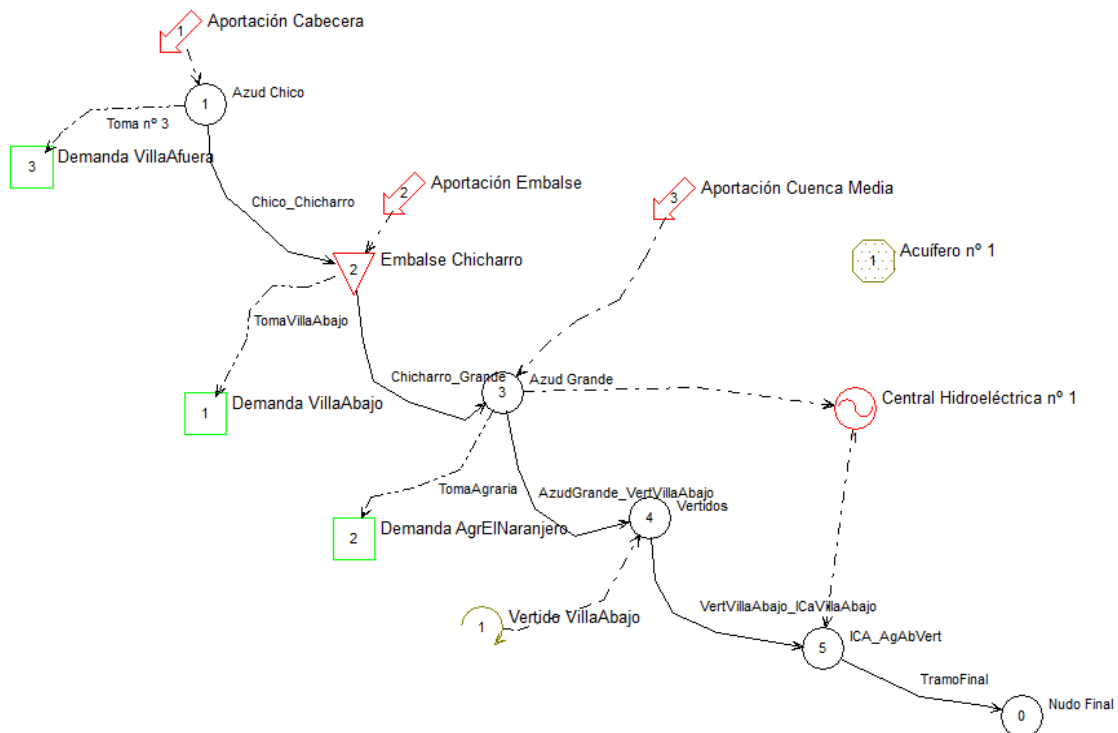 1
Aportación Cabecera
1
Azud Chico
Toma nº 3
3
Demanda VillaAfuera
Chico_Chicharro
2
Aportación Embalse
3
Aportación Cuenca Media
2
Embalse Chicharro
1
Acuífero nº 1
TomaVillaAbajo
Chicharro_Grande
3
Azud Grande
1
Demanda VillaAbajo
Central Hidroeléctrica nº 1
1
TomaAgraria
AzudGrande_VertVillaAbajo
4
Vertidos
2
Demanda AgrElNaranjero
1
Vertido VillaAbajo
VertVillaAbajo_ICaVillaAbajo
5
ICA_AgAbVert
TramoFinal
0
Nudo Final